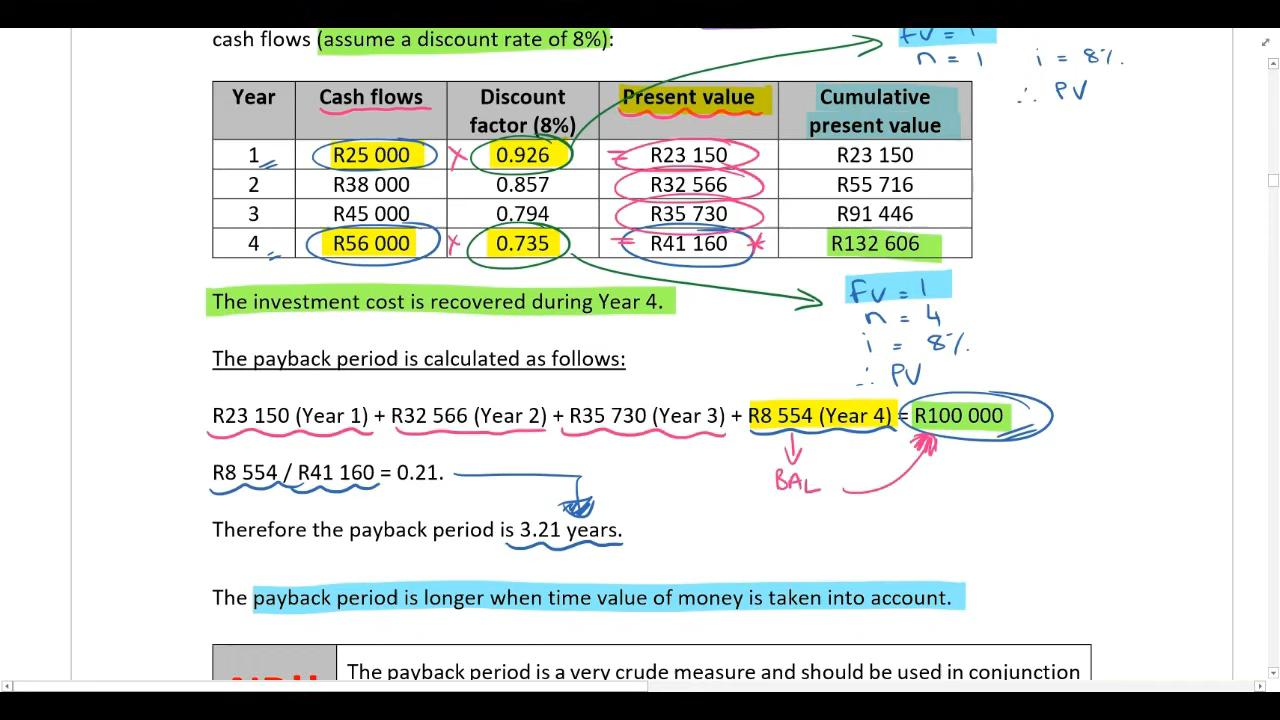 cash flows (assume a discount rate of 8%):
FV = 1
n = 1 i = 8%.
∴ PV
Year Cash flows Discount factor (8%) Present value Cumulative present value
1 R25 000 × 0.926 = R23 150 R23 150
2 R38 000 0.857 R32 566 R55 716
3 R45 000 0.794 R35 730 R91 446
4 R56 000 × 0.735 = R41 160 * R132 606
FV = 1
The investment cost is recovered during Year 4.
n = 4
i = 8%.
The payback period is calculated as follows:
∴ PV
R23 150 (Year 1) + R32 566 (Year 2) + R35 730 (Year 3) + R8 554 (Year 4) = R100 000
R8 554 / R41 160 = 0.21.
BAL
Therefore the payback period is 3.21 years.
The payback period is longer when time value of money is taken into account.
The payback period is a very crude measure and should be used in conjunction